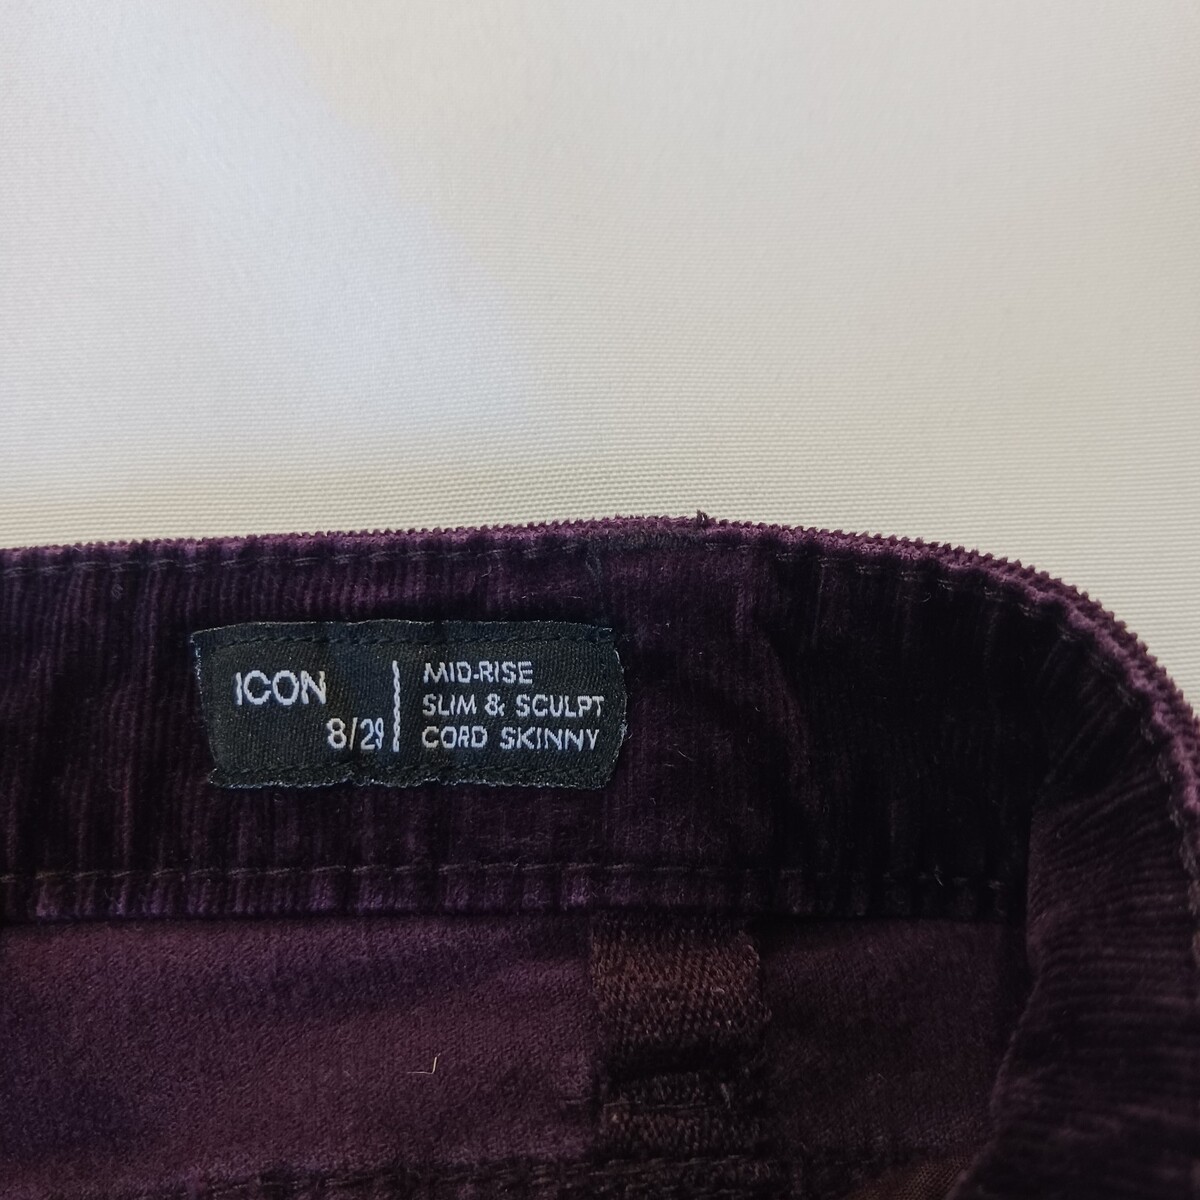 ICON
8/29
MID-RISE
SLIM & SCULPT
CORD SKINNY